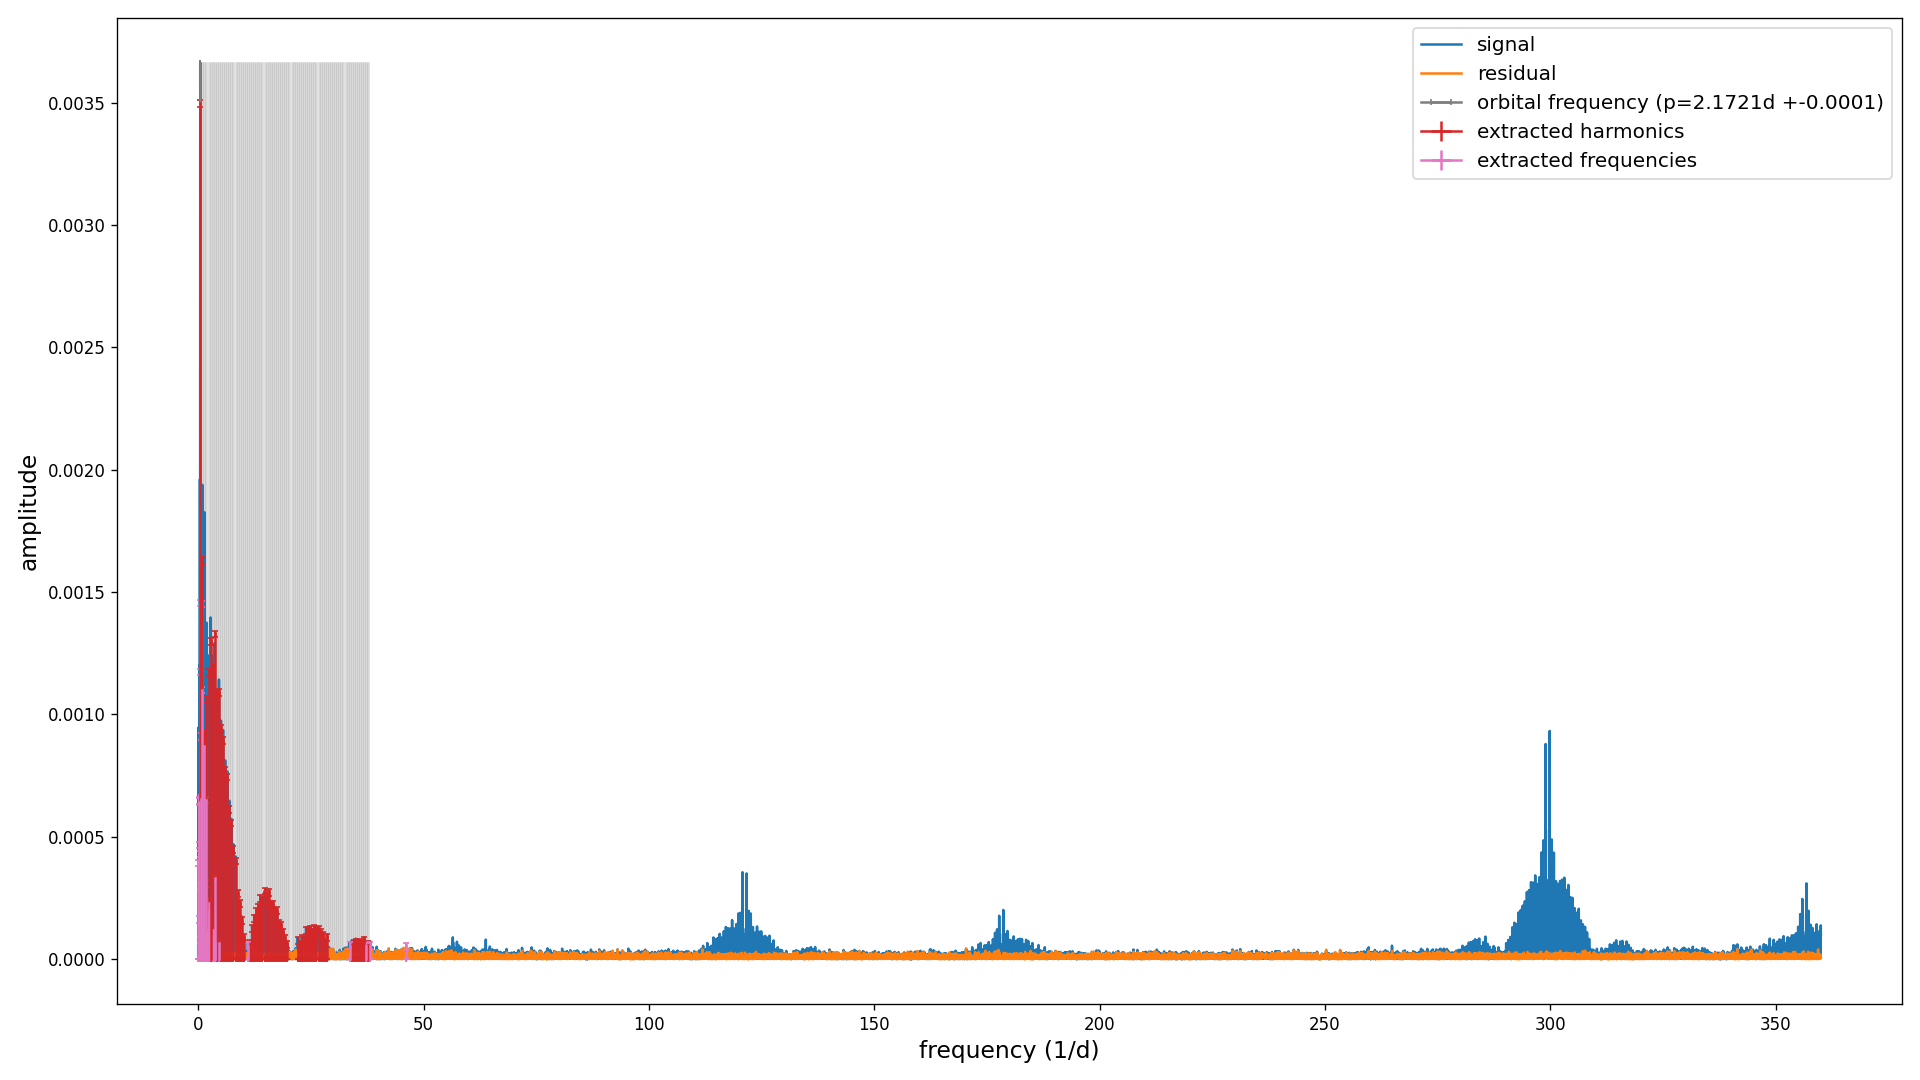 signal
residual
orbital frequency (p=2.1721d +-0.0001)
extracted harmonics
extracted frequencies
0.0035
0.0030
0.0025
0.0020
0.0015
0.0010
0.0005
0.0000
amplitude
0 50 100 150 200 250 300 350
frequency (1/d)